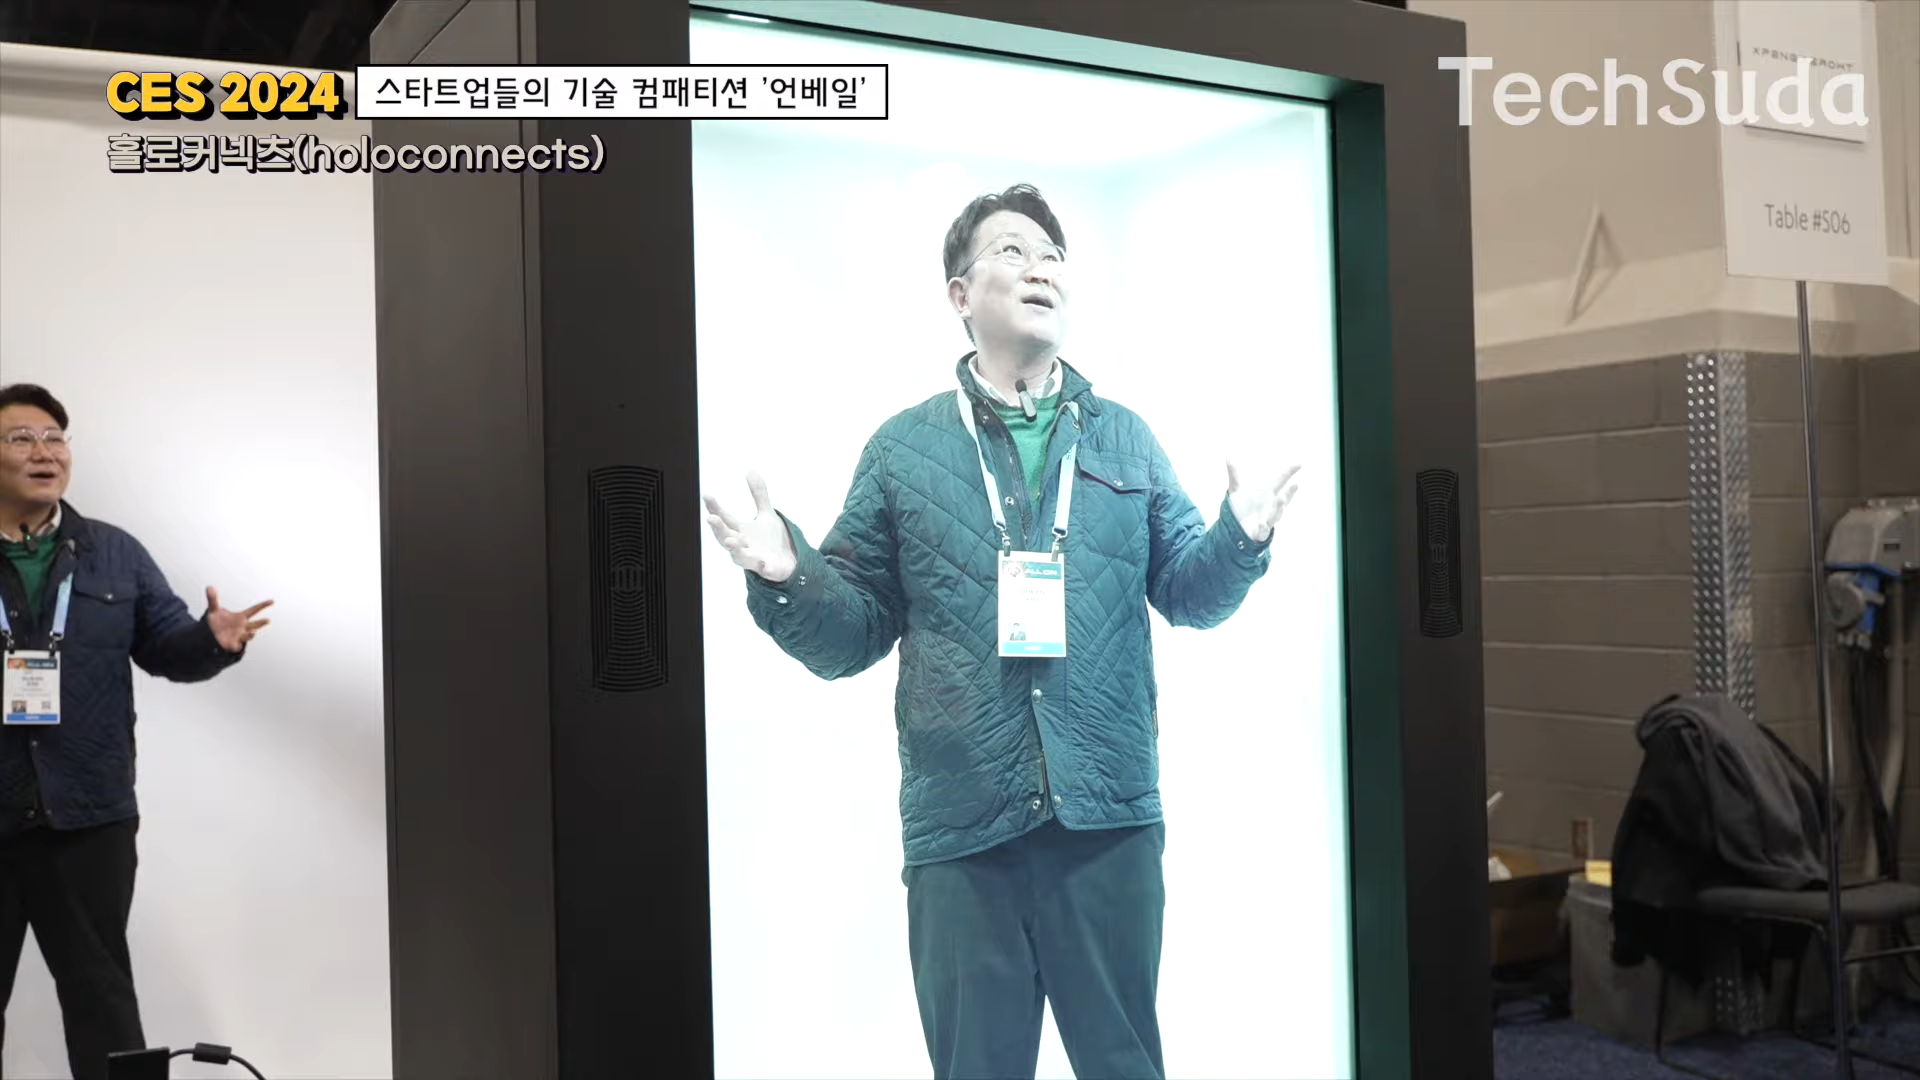 CES 2024
스타트업들의 기술 컴패티션 '언베일'
홀로커넥츠(holoconnects)
TechSuda
Table #506